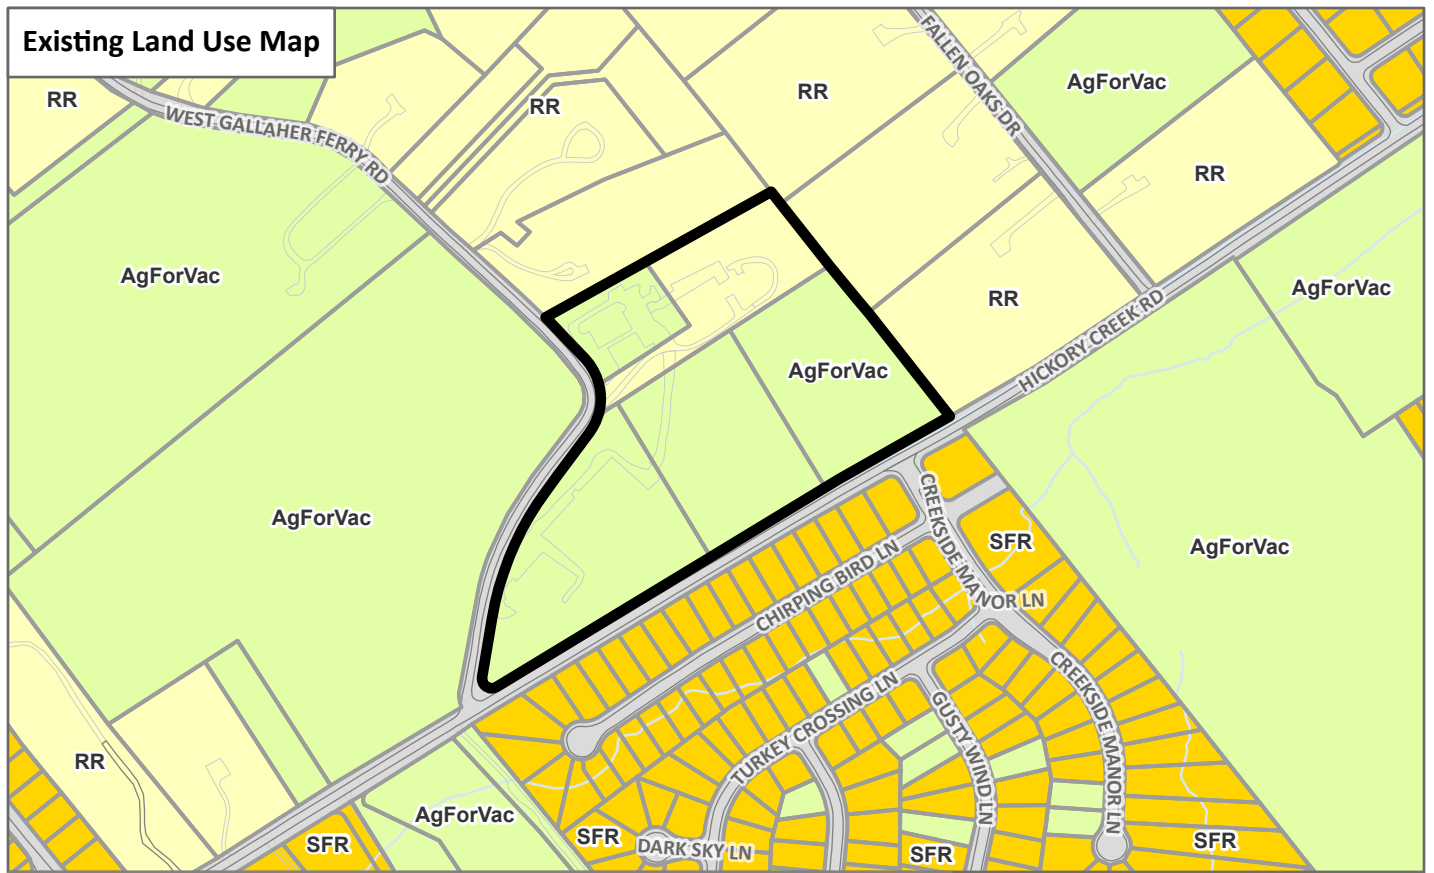 Existing Land Use Map
RR
WEST GALLAHER FERRY RD
RR
RR
FALLEN OAKS DR
AgForVac
RR
AgForVac
AgForVac
RR
HICKORY CREEK RD
AgForVac
AgForVac
AgForVac
CREEKSIDE MANOR LN
SFR
CHIRPING BIRD LN
CREEKSIDE MANOR LN
TURKEY CROSSING LN
GUSTY WIND LN
RR
AgForVac
SFR
SFR
DARK SKY LN
SFR
SFR